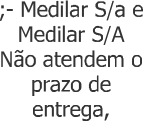 ;- Medilar S/a e
Medilar S/A
Não atendem o
prazo de
entrega,